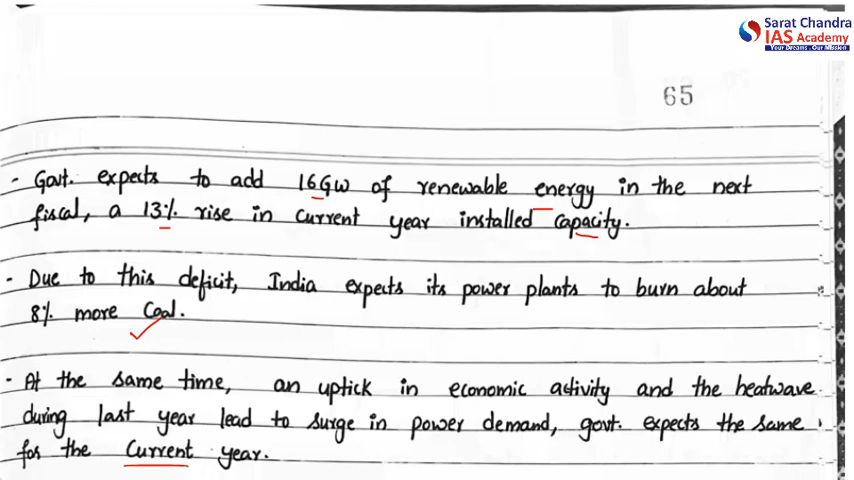 Sarat Chandra
IAS Academy
Your Dreams. Our Mission
65
- Govt. expects to add 16GW of renewable energy in the next
fiscal, a 13% rise in current year installed capacity.
- Due to this deficit, India expects its power plants to burn about
8% more coal.
- At the same time, an uptick in economic activity and the heatwave
during last year lead to surge in power demand, govt. expects the same
for the current year.